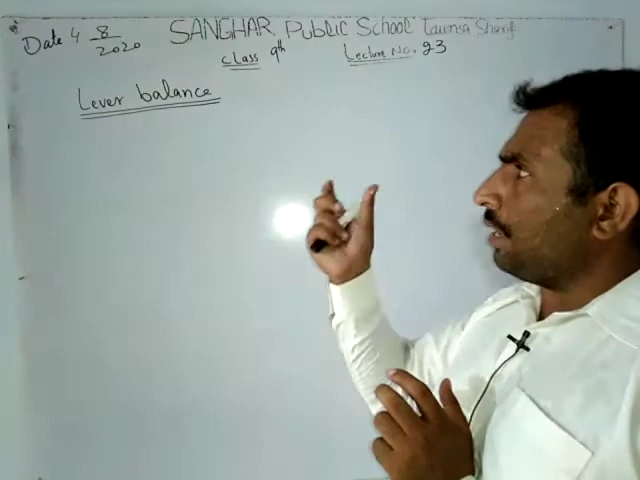 Date 4 8/2020 SANGHAR Public School Taunsa Sharif
Class 9th Lecture No. 23
Lever balance